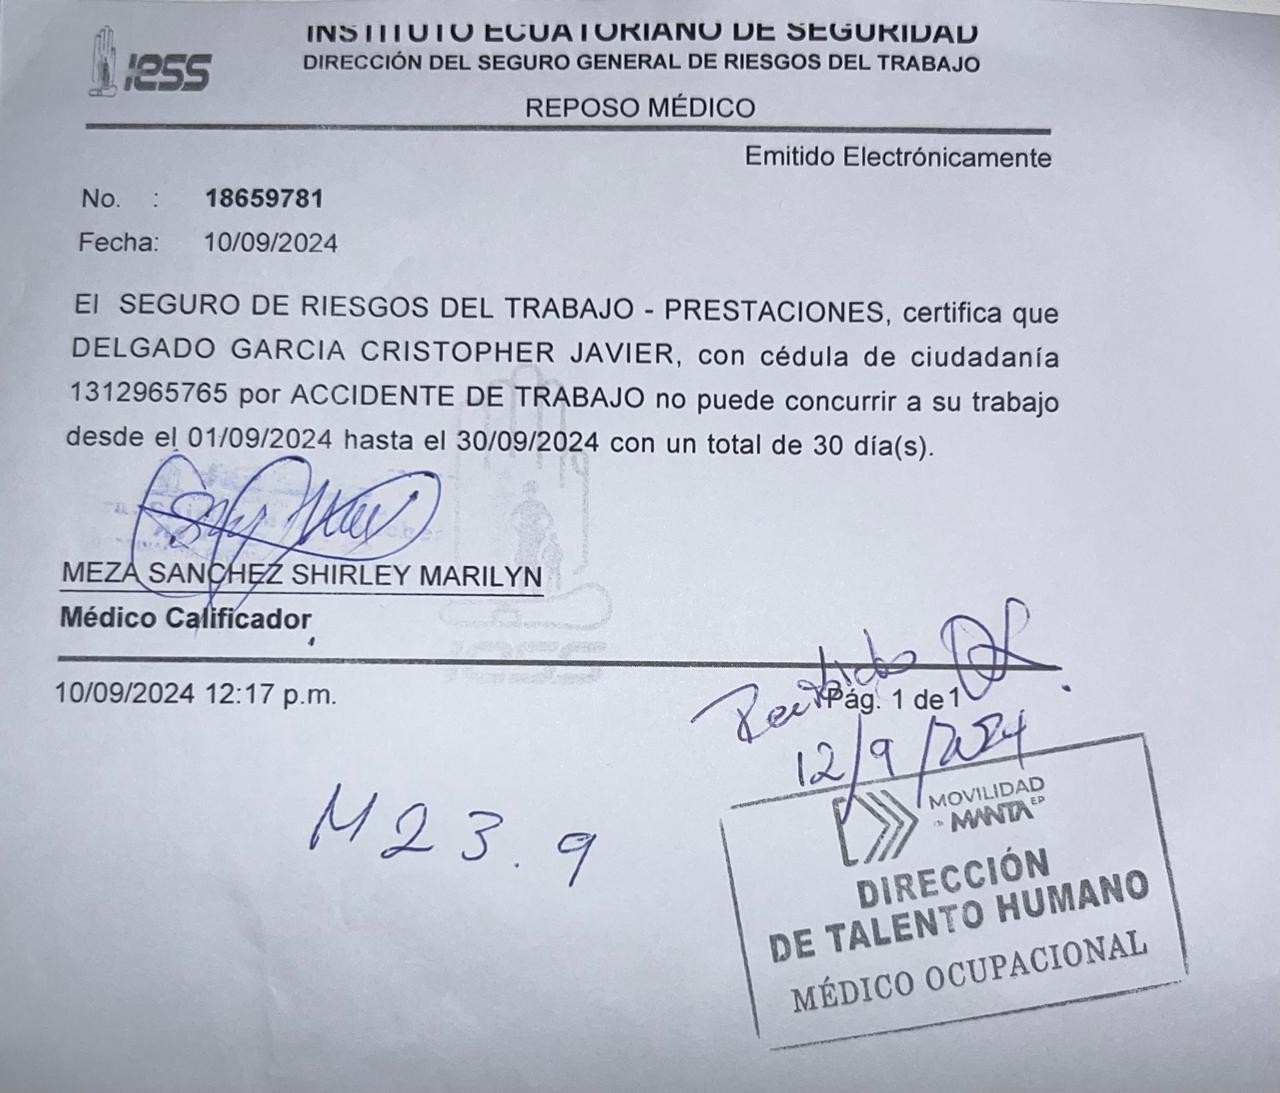 iess
INSTITUTO ECUATORIANO DE SEGURIDAD
DIRECCIÓN DEL SEGURO GENERAL DE RIESGOS DEL TRABAJO
REPOSO MÉDICO
Emitido Electrónicamente
No. : 18659781
Fecha: 10/09/2024
El SEGURO DE RIESGOS DEL TRABAJO - PRESTACIONES, certifica que
DELGADO GARCIA CRISTOPHER JAVIER, con cédula de ciudadanía
1312965765 por ACCIDENTE DE TRABAJO no puede concurrir a su trabajo
desde el 01/09/2024 hasta el 30/09/2024 con un total de 30 día(s).
MEZA SANCHEZ SHIRLEY MARILYN
Médico Calificador
iess
10/09/2024 12:17 p.m.
Recibido
Pág. 1 de 1
12/9/2024
M23.9
MOVILIDAD
de MANTA EP
DIRECCIÓN
DE TALENTO HUMANO
MÉDICO OCUPACIONAL